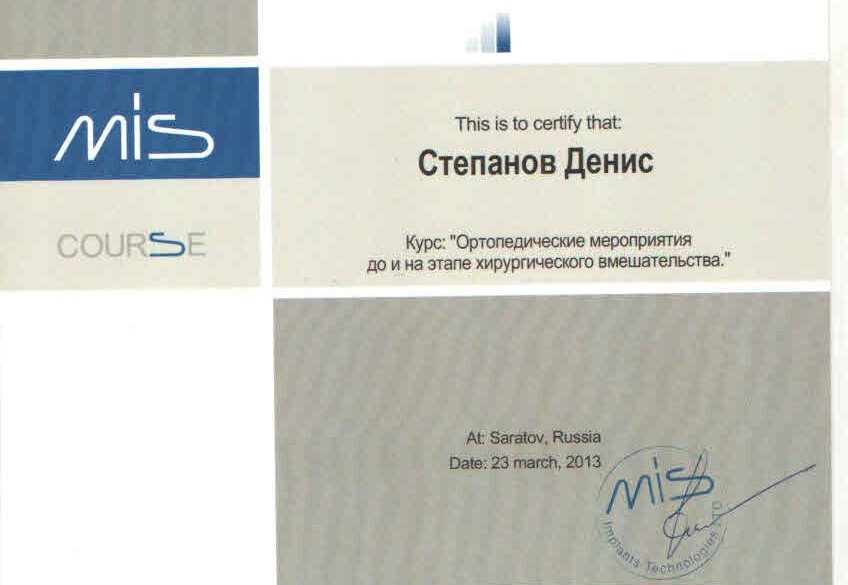 mis
COURSE
This is to certify that:
Степанов Денис
Курс: "Ортопедические мероприятия
до и на этапе хирургического вмешательства."
At: Saratov, Russia
Date: 23 march, 2013
mis
Implants Technologies LTD